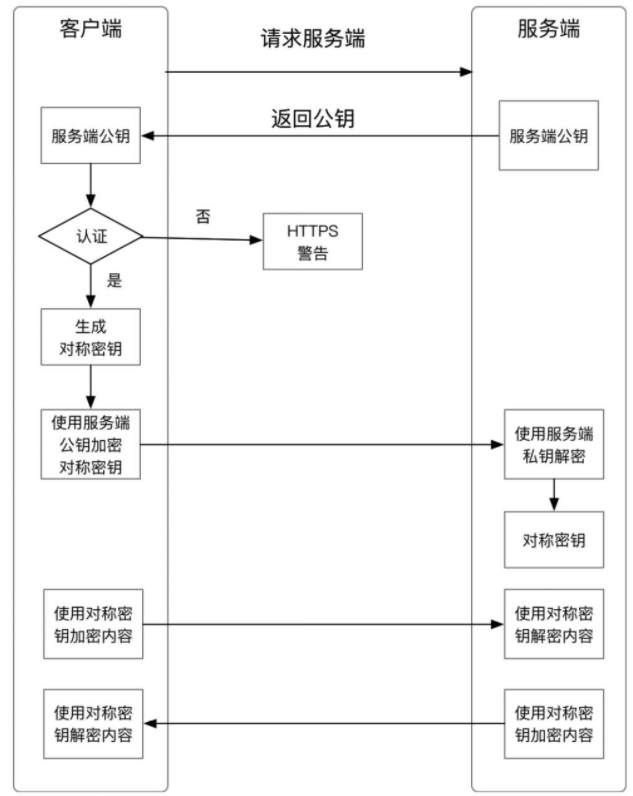 客户端
请求服务端
服务端
返回公钥
服务端公钥
服务端公钥
认证
否
HTTPS
警告
是
生成
对称密钥
使用服务端
公钥加密
对称密钥
使用服务端
私钥解密
对称密钥
使用对称密
钥加密内容
使用对称密
钥解密内容
使用对称密
钥解密内容
使用对称密
钥加密内容